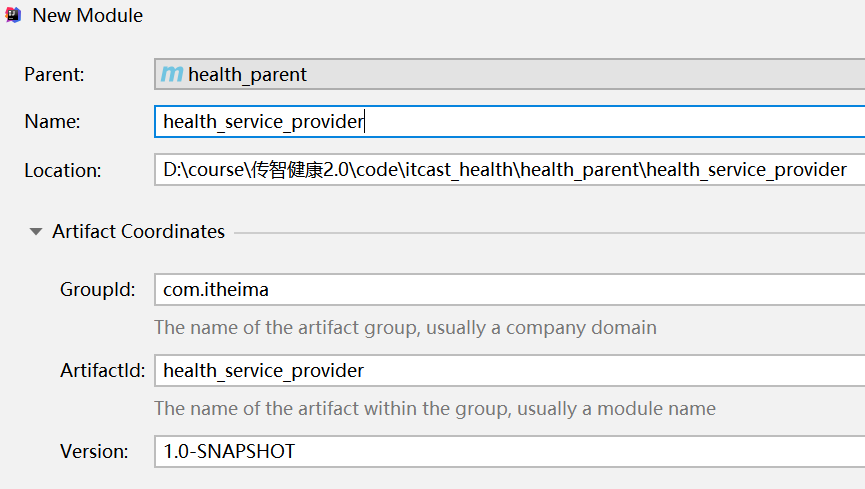 New Module
Parent: health_parent
Name: health_service_provider
Location: D:\course\传智健康2.0\code\itcast_health\health_parent\health_service_provider
Artifact Coordinates
GroupId: com.itheima
The name of the artifact group, usually a company domain
ArtifactId: health_service_provider
The name of the artifact within the group, usually a module name
Version: 1.0-SNAPSHOT